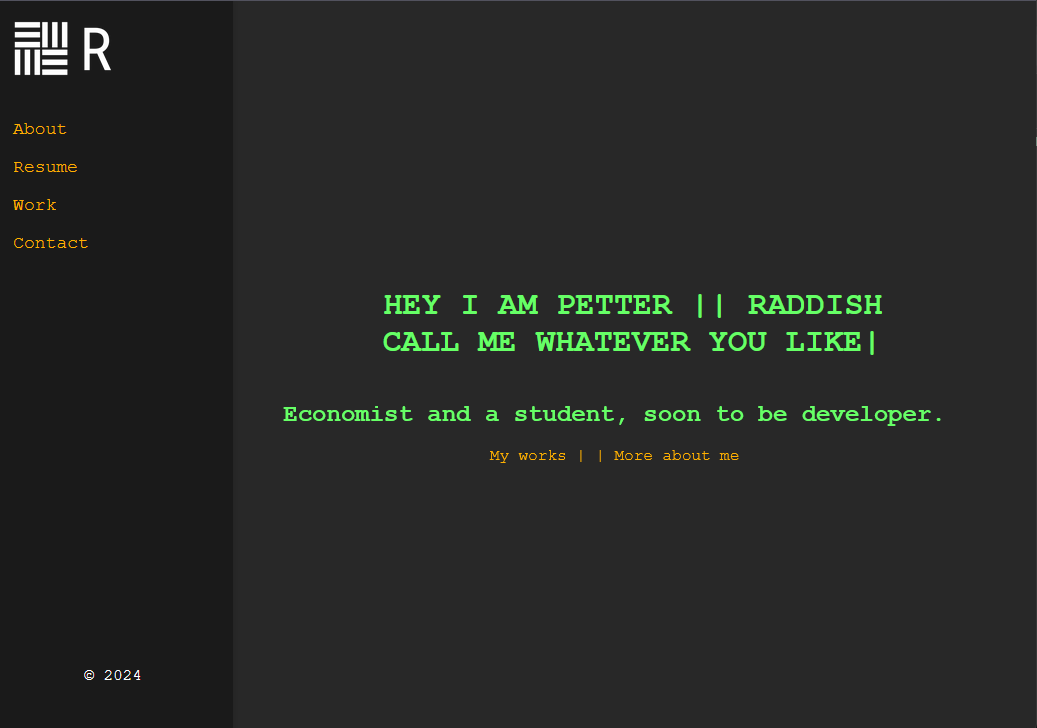 R
About
Resume
Work
Contact
HEY I AM PETTER || RADDISH
CALL ME WHATEVER YOU LIKE|
Economist and a student, soon to be developer.
My works | | More about me
© 2024